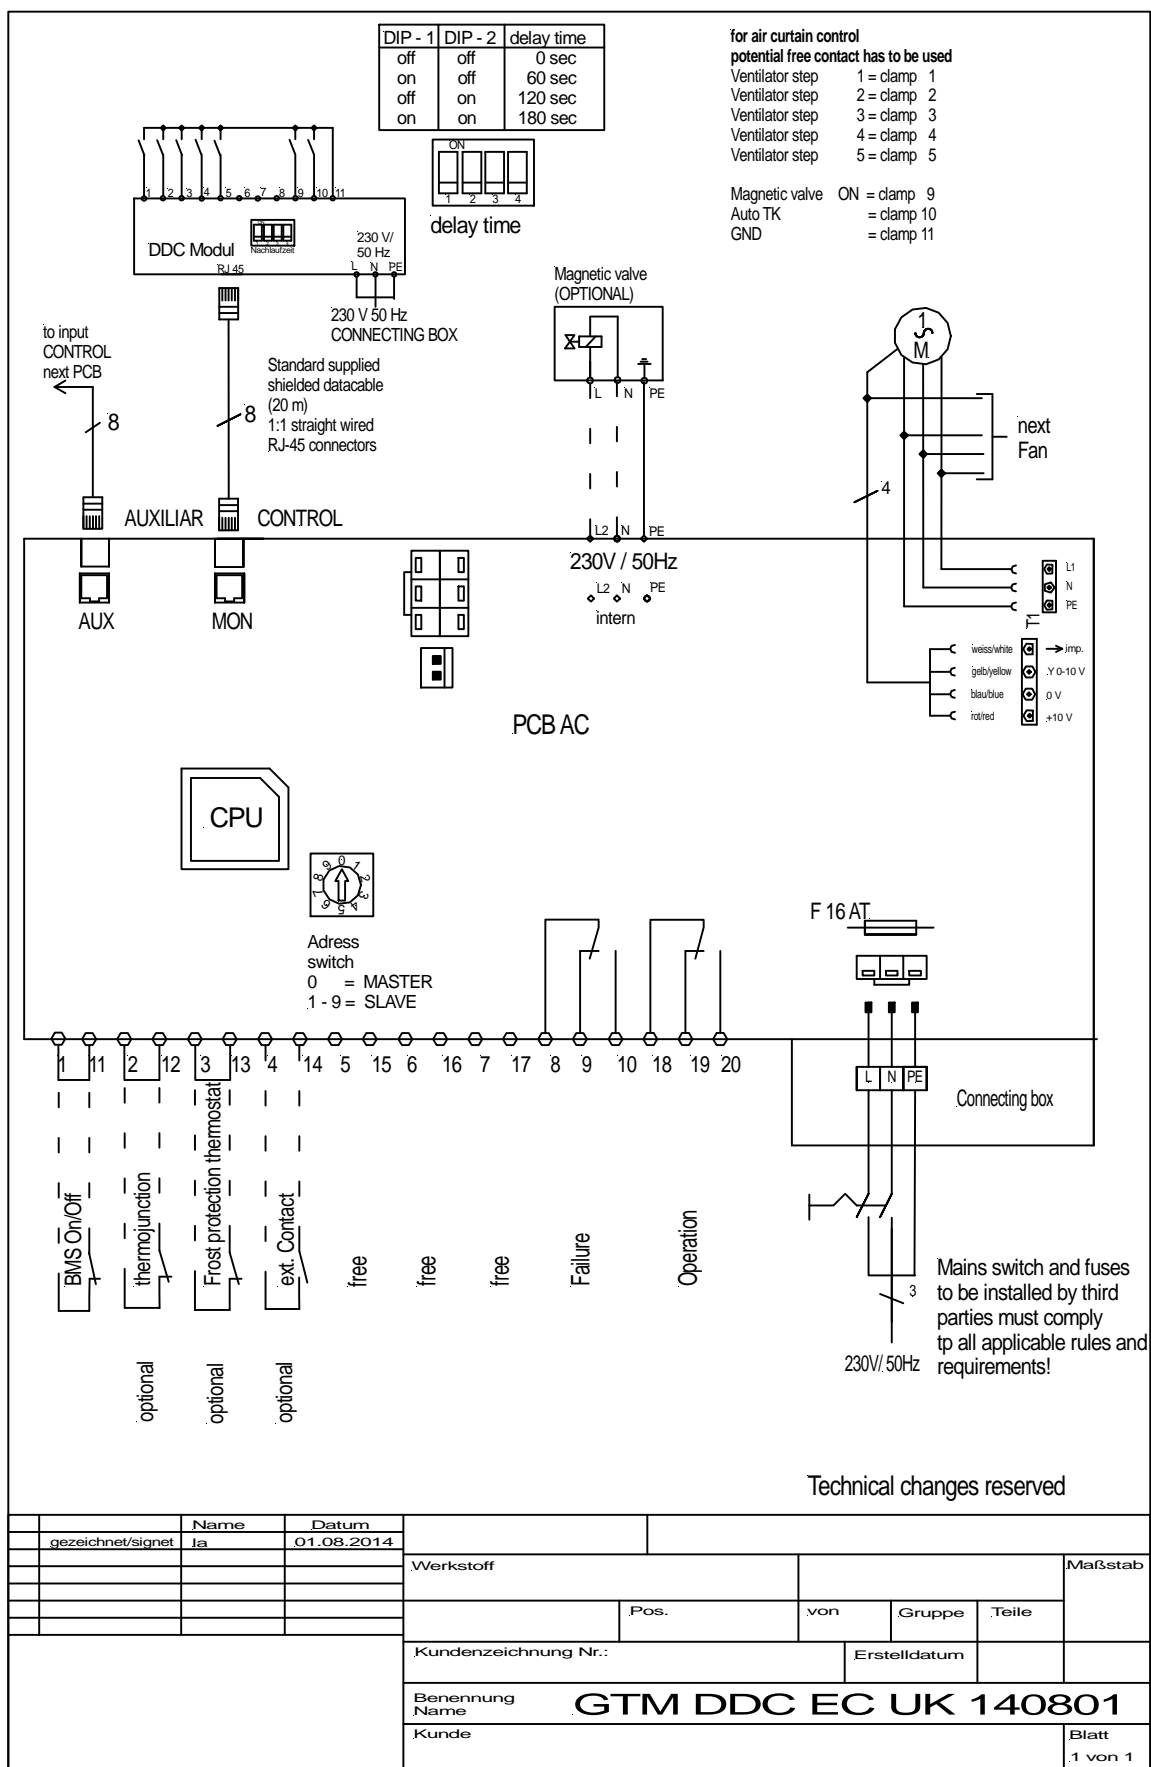 DIP - 1 DIP - 2 delay time
off off 0 sec
on off 60 sec
off on 120 sec
on on 180 sec
ON
1 2 3 4
delay time
for air curtain control
potential free contact has to be used
Ventilator step 1 = clamp 1
Ventilator step 2 = clamp 2
Ventilator step 3 = clamp 3
Ventilator step 4 = clamp 4
Ventilator step 5 = clamp 5
Magnetic valve ON = clamp 9
Auto TK = clamp 10
GND = clamp 11
1 2 3 4 5 6 7 8 9 10 11
DDC Modul
Nachlaufzeit
RJ 45
230 V/
50 Hz
L N PE
230 V 50 Hz
CONNECTING BOX
to input
CONTROL
next PCB
8
8
Standard supplied
shielded datacable
(20 m)
1:1 straight wired
RJ-45 connectors
AUXILIAR
CONTROL
AUX
MON
Magnetic valve
(OPTIONAL)
L N PE
L2 N PE
230V / 50Hz
L2 N PE
intern
1
M
next
Fan
4
L1
N
PE
T1
weiss/white imp.
gelb/yellow Y 0-10 V
blau/blue 0 V
rot/red +10 V
PCB AC
CPU
0 1 2 3 4 5 6 7 8 9
Adress
switch
0 = MASTER
1 - 9 = SLAVE
F 16 AT
1 11 2 12 3 13 4 14 5 15 6 16 7 17 8 9 10 18 19 20
L N PE
Connecting box
BMS On/Off
thermojunction
Frost protection thermostat
ext. Contact
free
free
free
Failure
Operation
optional
optional
optional
3
230V/ 50Hz
Mains switch and fuses
to be installed by third
parties must comply
tp all applicable rules and
requirements!
Technical changes reserved
Name Datum
gezeichnet/signet Ja 01.08.2014
Werkstoff
Maßstab
Pos. von Gruppe Teile
Kundenzeichnung Nr.: Erstelldatum
Benennung
Name
GTM DDC EC UK 140801
Kunde
Blatt
1 von 1